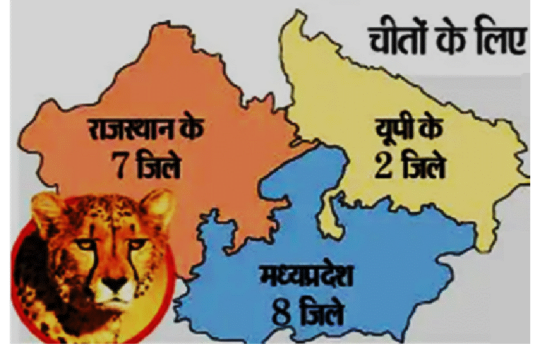 चीतों के लिए
राजस्थान के
7 जिले
यूपी के
2 जिले
मध्यप्रदेश
8 जिले